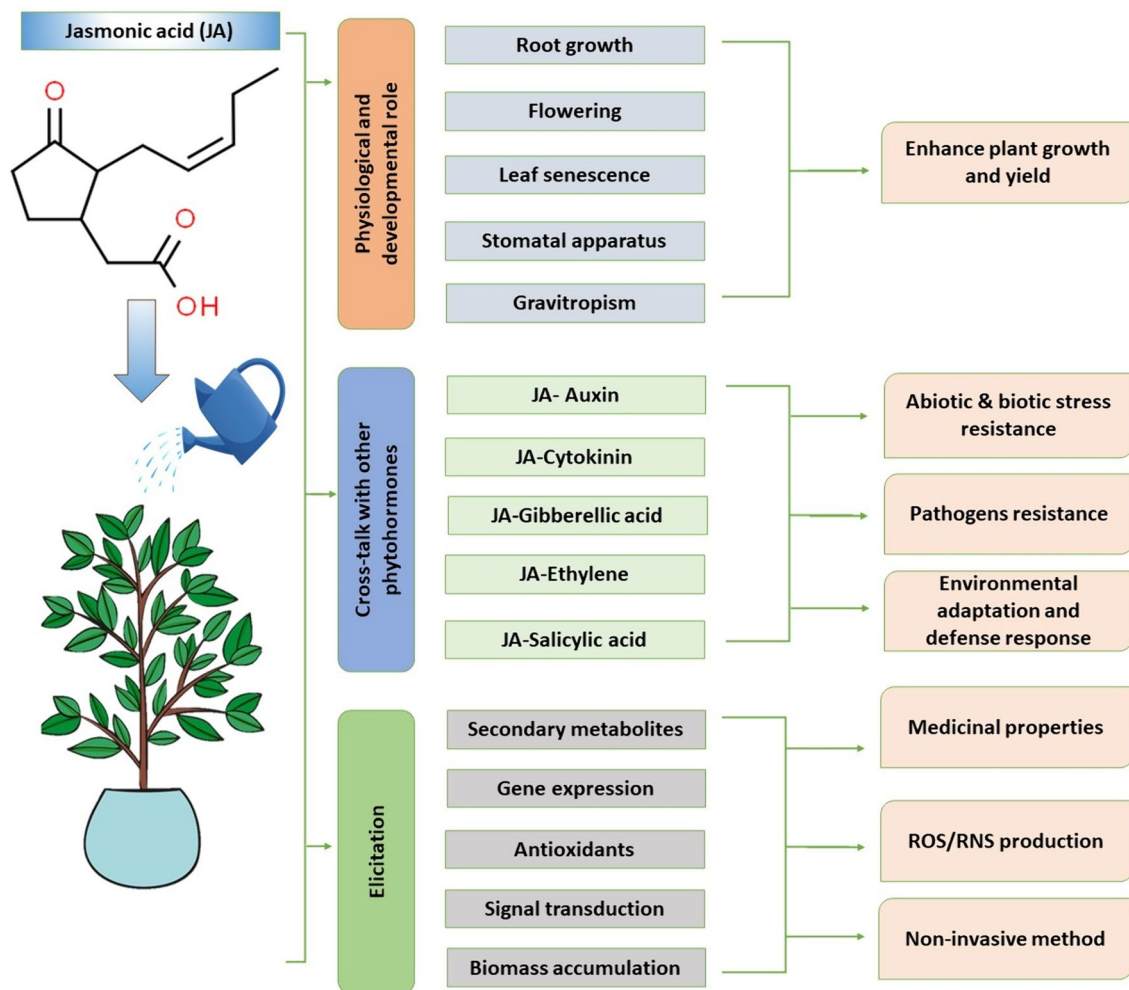 Jasmonic acid (JA)
O
O
OH
Physiological and
developmental role
Root growth
Flowering
Leaf senescence
Stomatal apparatus
Gravitropism
Enhance plant growth
and yield
Cross-talk with other
phytohormones
JA- Auxin
JA-Cytokinin
JA-Gibberellic acid
JA-Ethylene
JA-Salicylic acid
Abiotic & biotic stress
resistance
Pathogens resistance
Environmental
adaptation and
defense response
Elicitation
Secondary metabolites
Gene expression
Antioxidants
Signal transduction
Biomass accumulation
Medicinal properties
ROS/RNS production
Non-invasive method